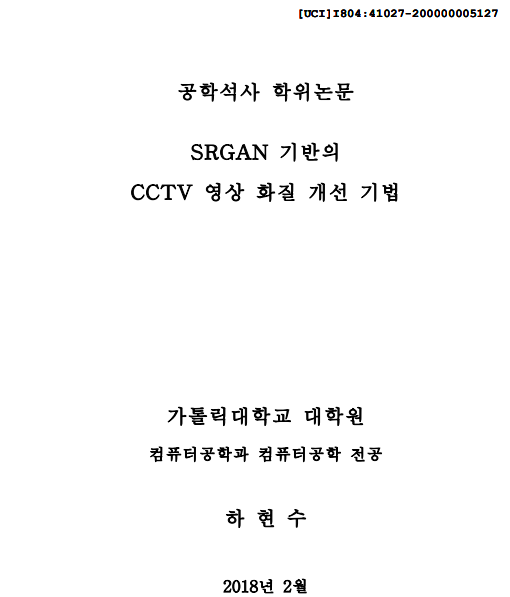 [UCI]I804:41027-200000005127
공학석사 학위논문
SRGAN 기반의
CCTV 영상 화질 개선 기법
가톨릭대학교 대학원
컴퓨터공학과 컴퓨터공학 전공
하 현 수
2018년 2월